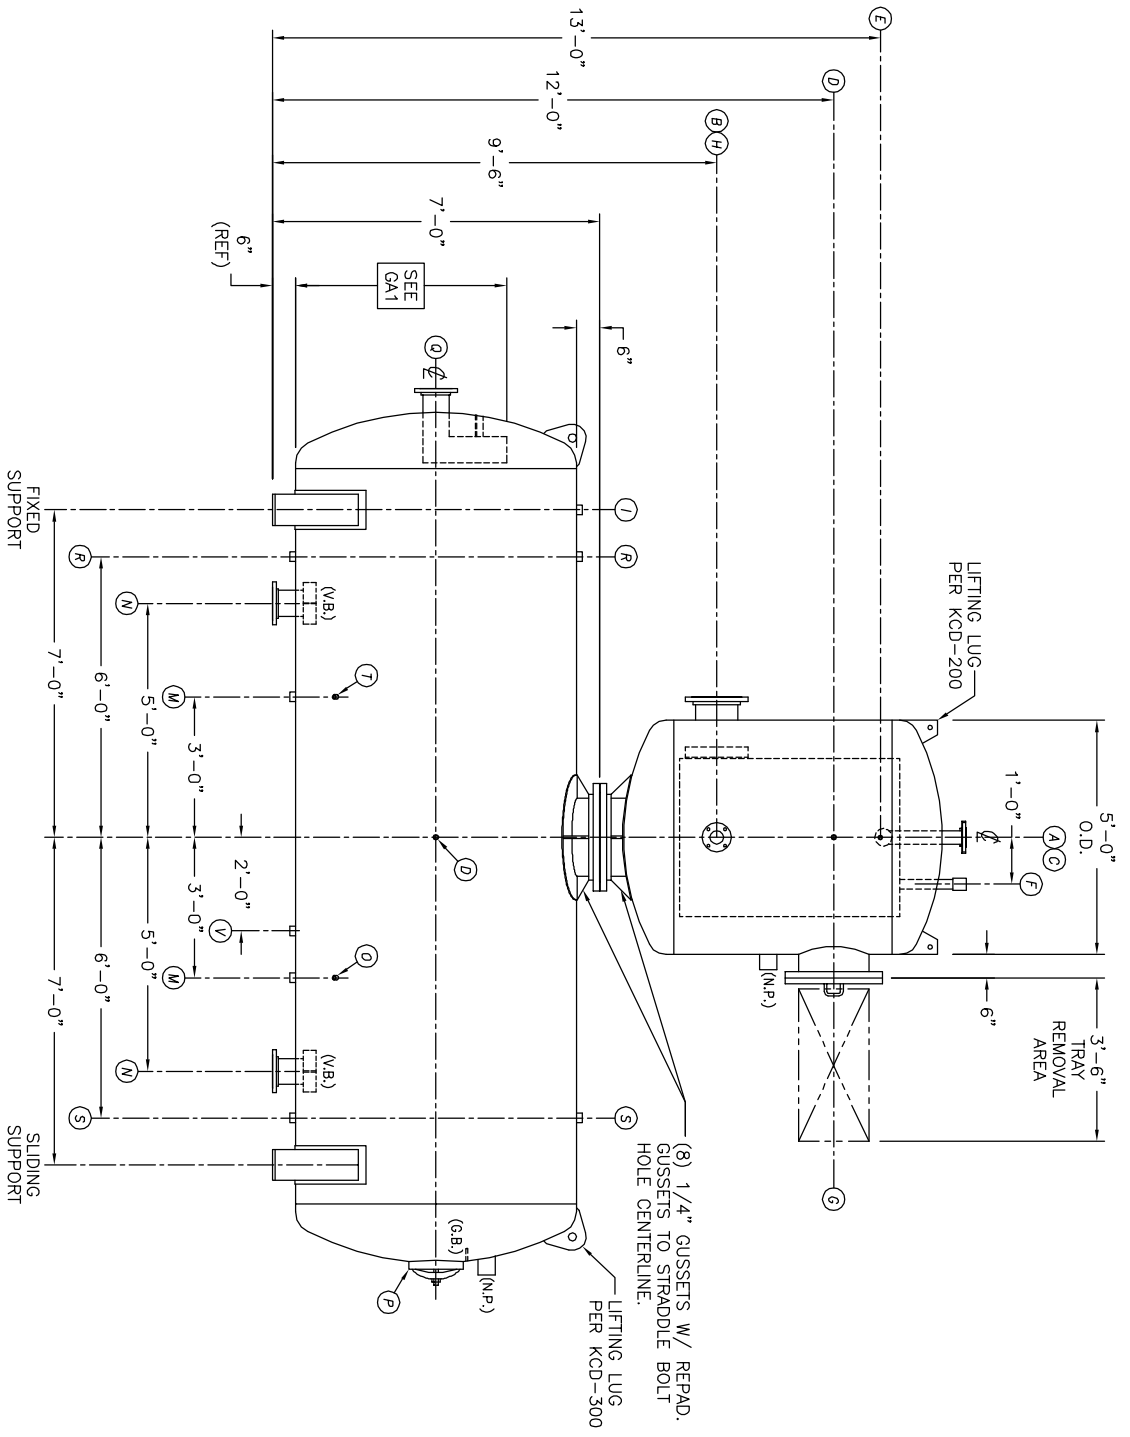 13'-0"
E
12'-0"
D
9'-6"
B
H
7'-0"
6"
(REF)
SEE
GA1
6"
Q
FIXED
SUPPORT
7'-0"
6'-0"
5'-0"
3'-0"
R
N
M
(V.B.)
T
I
R
LIFTING LUG
PER KCD-200
5'-0"
O.D.
1'-0"
A
C
F
6"
3'-6"
TRAY
REMOVAL
AREA
(N.P.)
G
D
2'-0"
V
3'-0"
5'-0"
6'-0"
7'-0"
M
O
N
(V.B.)
S
S
SLIDING
SUPPORT
(8) 1/4" GUSSETS W/ REPAD.
GUSSETS TO STRADDLE BOLT
HOLE CENTERLINE.
(G.B.)
(N.P.)
P
LIFTING LUG
PER KCD-300